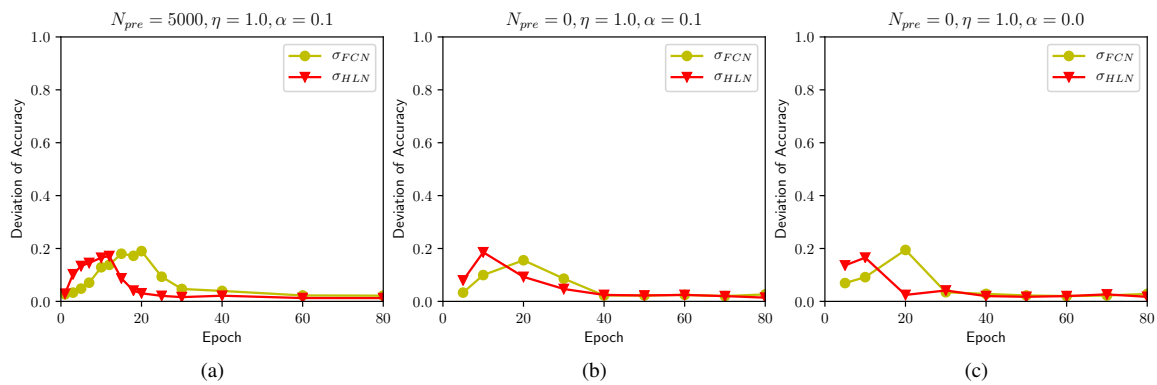 N_{pre} = 5000, η = 1.0, α = 0.1
1.0
0.8
0.6
0.4
0.2
0.0
Deviation of Accuracy
σ_{FCN}
σ_{HLN}
0 20 40 60 80
Epoch
(a)
N_{pre} = 0, η = 1.0, α = 0.1
1.0
0.8
0.6
0.4
0.2
0.0
Deviation of Accuracy
σ_{FCN}
σ_{HLN}
0 20 40 60 80
Epoch
(b)
N_{pre} = 0, η = 1.0, α = 0.0
1.0
0.8
0.6
0.4
0.2
0.0
Deviation of Accuracy
σ_{FCN}
σ_{HLN}
0 20 40 60 80
Epoch
(c)